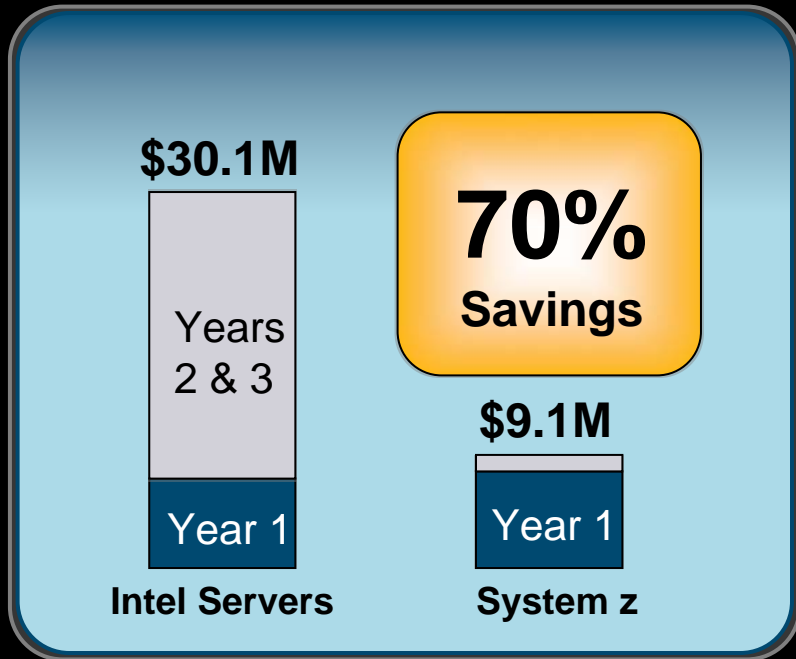 $30.1M
Years
2 & 3
Year 1
Intel Servers
70%
Savings
$9.1M
Year 1
System z